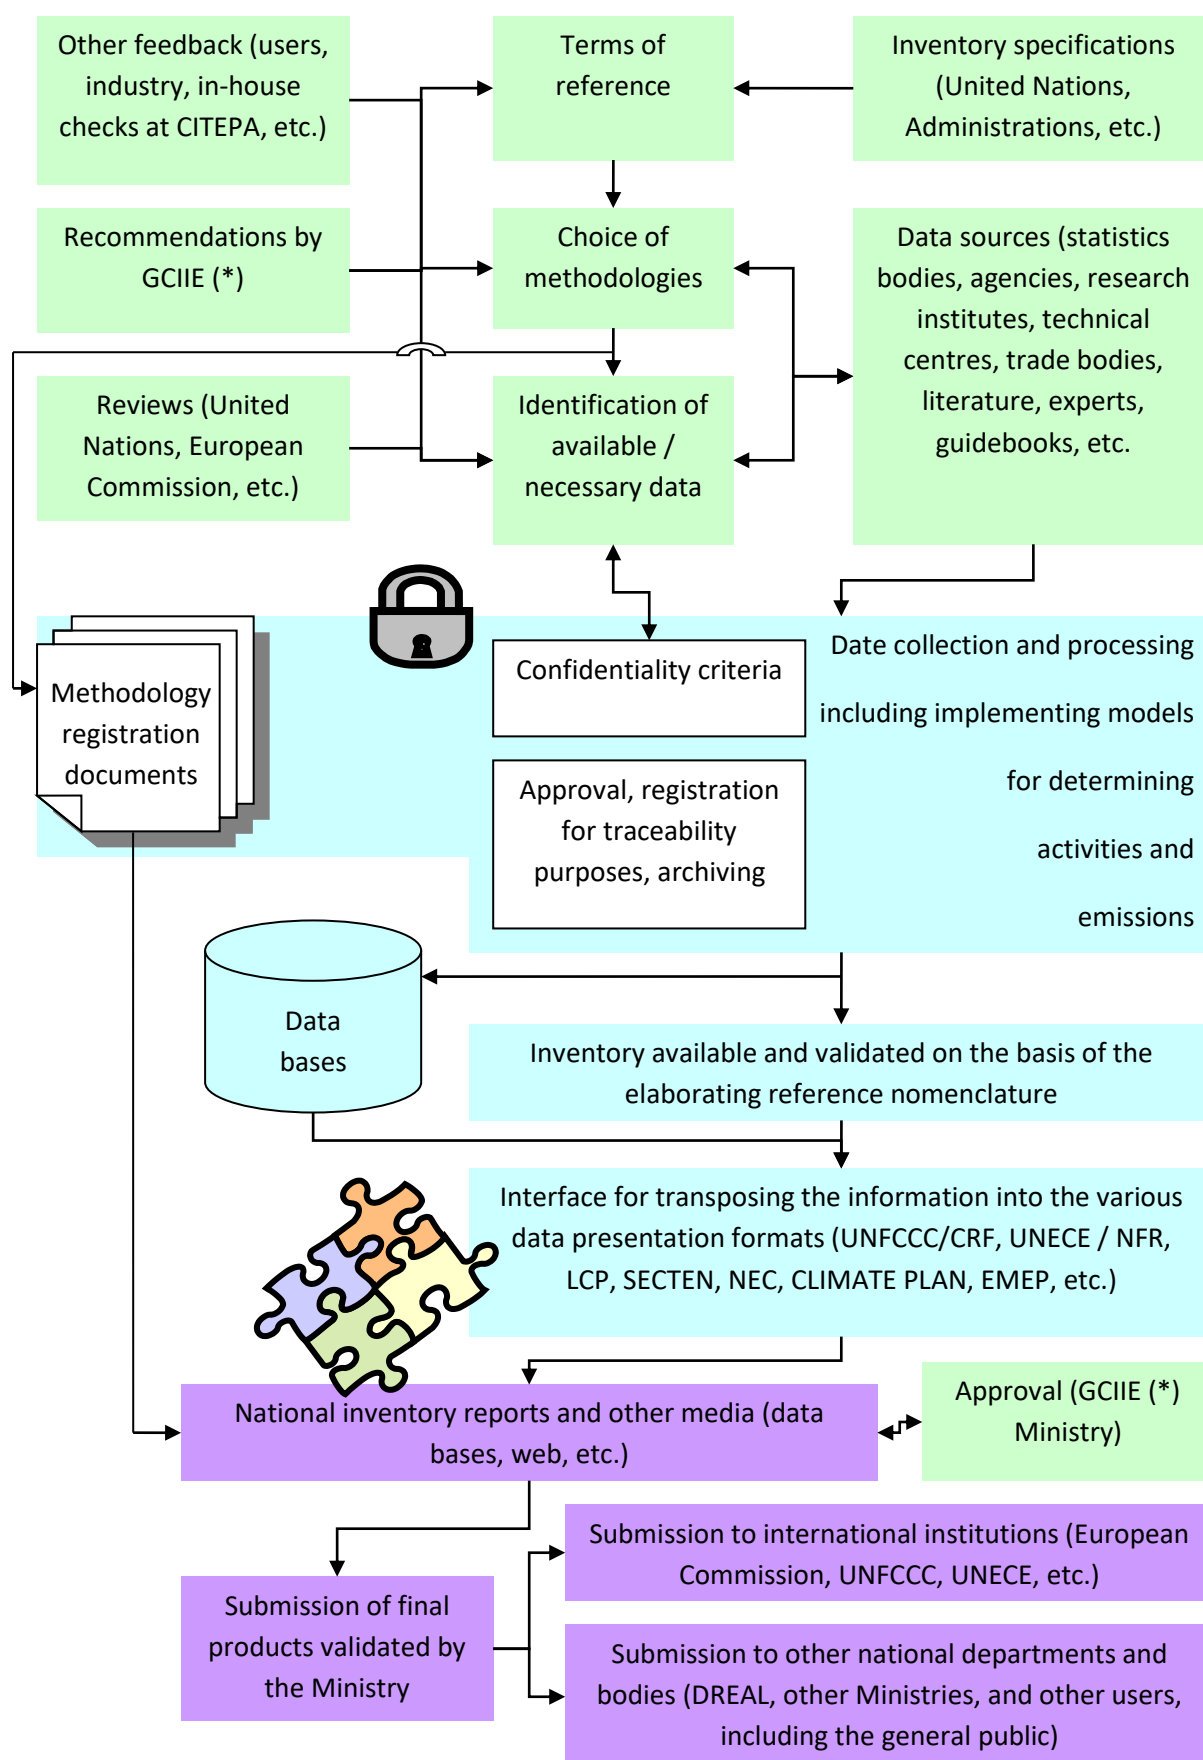 Other feedback (users,
industry, in-house
checks at CITEPA, etc.)
Terms of
reference
Inventory specifications
(United Nations,
Administrations, etc.)
Recommendations by
GCIIE (*)
Choice of
methodologies
Data sources (statistics
bodies, agencies, research
institutes, technical
centres, trade bodies,
literature, experts,
guidebooks, etc.
Reviews (United
Nations, European
Commission, etc.)
Identification of
available /
necessary data
Methodology
registration
documents
Confidentiality criteria
Approval, registration
for traceability
purposes, archiving
Date collection and processing
including implementing models
for determining
activities and
emissions
Data
bases
Inventory available and validated on the basis of the
elaborating reference nomenclature
Interface for transposing the information into the various
data presentation formats (UNFCCC/CRF, UNECE / NFR,
LCP, SECTEN, NEC, CLIMATE PLAN, EMEP, etc.)
National inventory reports and other media (data
bases, web, etc.)
Approval (GCIIE (*)
Ministry)
Submission of final
products validated by
the Ministry
Submission to international institutions (European
Commission, UNFCCC, UNECE, etc.)
Submission to other national departments and
bodies (DREAL, other Ministries, and other users,
including the general public)